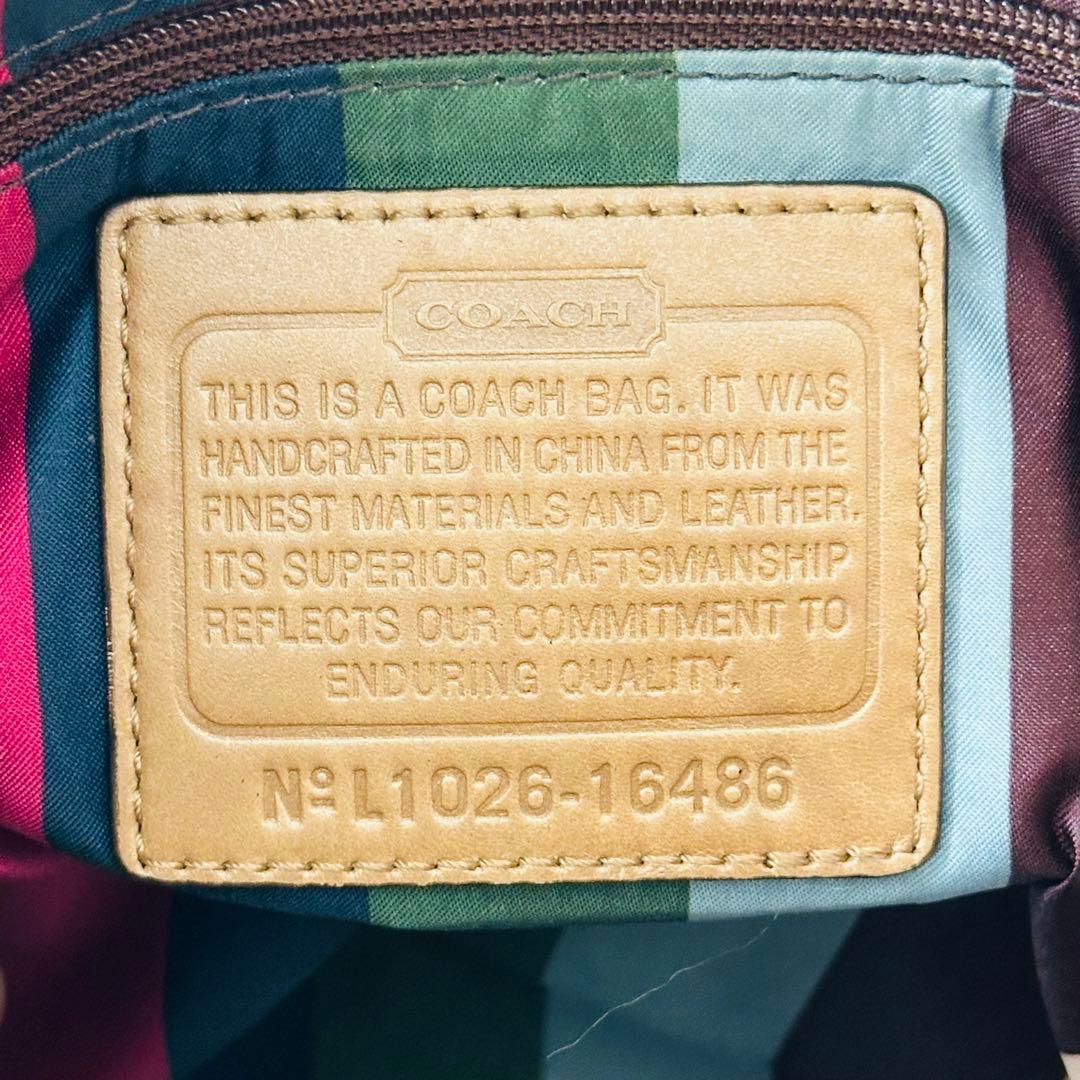 COACH
THIS IS A COACH BAG. IT WAS
HANDCRAFTED IN CHINA FROM THE
FINEST MATERIALS AND LEATHER.
ITS SUPERIOR CRAFTSMANSHIP
REFLECTS OUR COMMITMENT TO
ENDURING QUALITY.
Nº L1026-16486